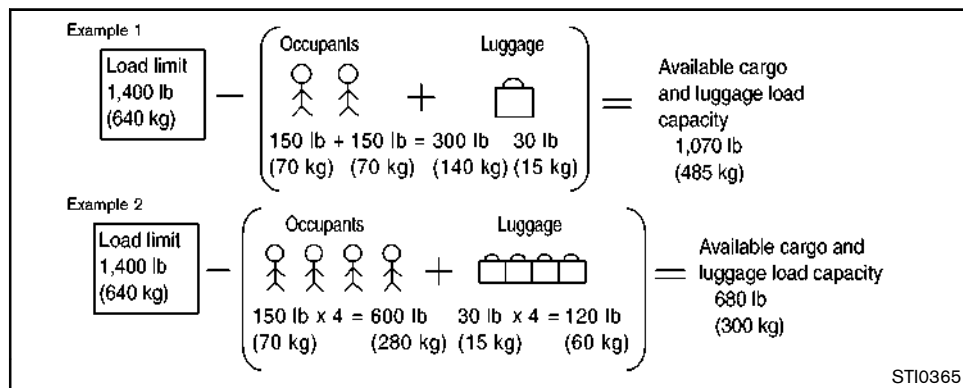 Example 1
Load limit
1,400 lb
(640 kg)
—
Occupants
+
Luggage
150 lb + 150 lb = 300 lb 30 lb
(70 kg) (70 kg) (140 kg) (15 kg)
=
Available cargo
and luggage load
capacity
1,070 lb
(485 kg)
Example 2
Load limit
1,400 lb
(640 kg)
—
Occupants
+
Luggage
150 lb x 4 = 600 lb 30 lb x 4 = 120 lb
(70 kg) (280 kg) (15 kg) (60 kg)
=
Available cargo and
luggage load capacity
680 lb
(300 kg)
STI0365